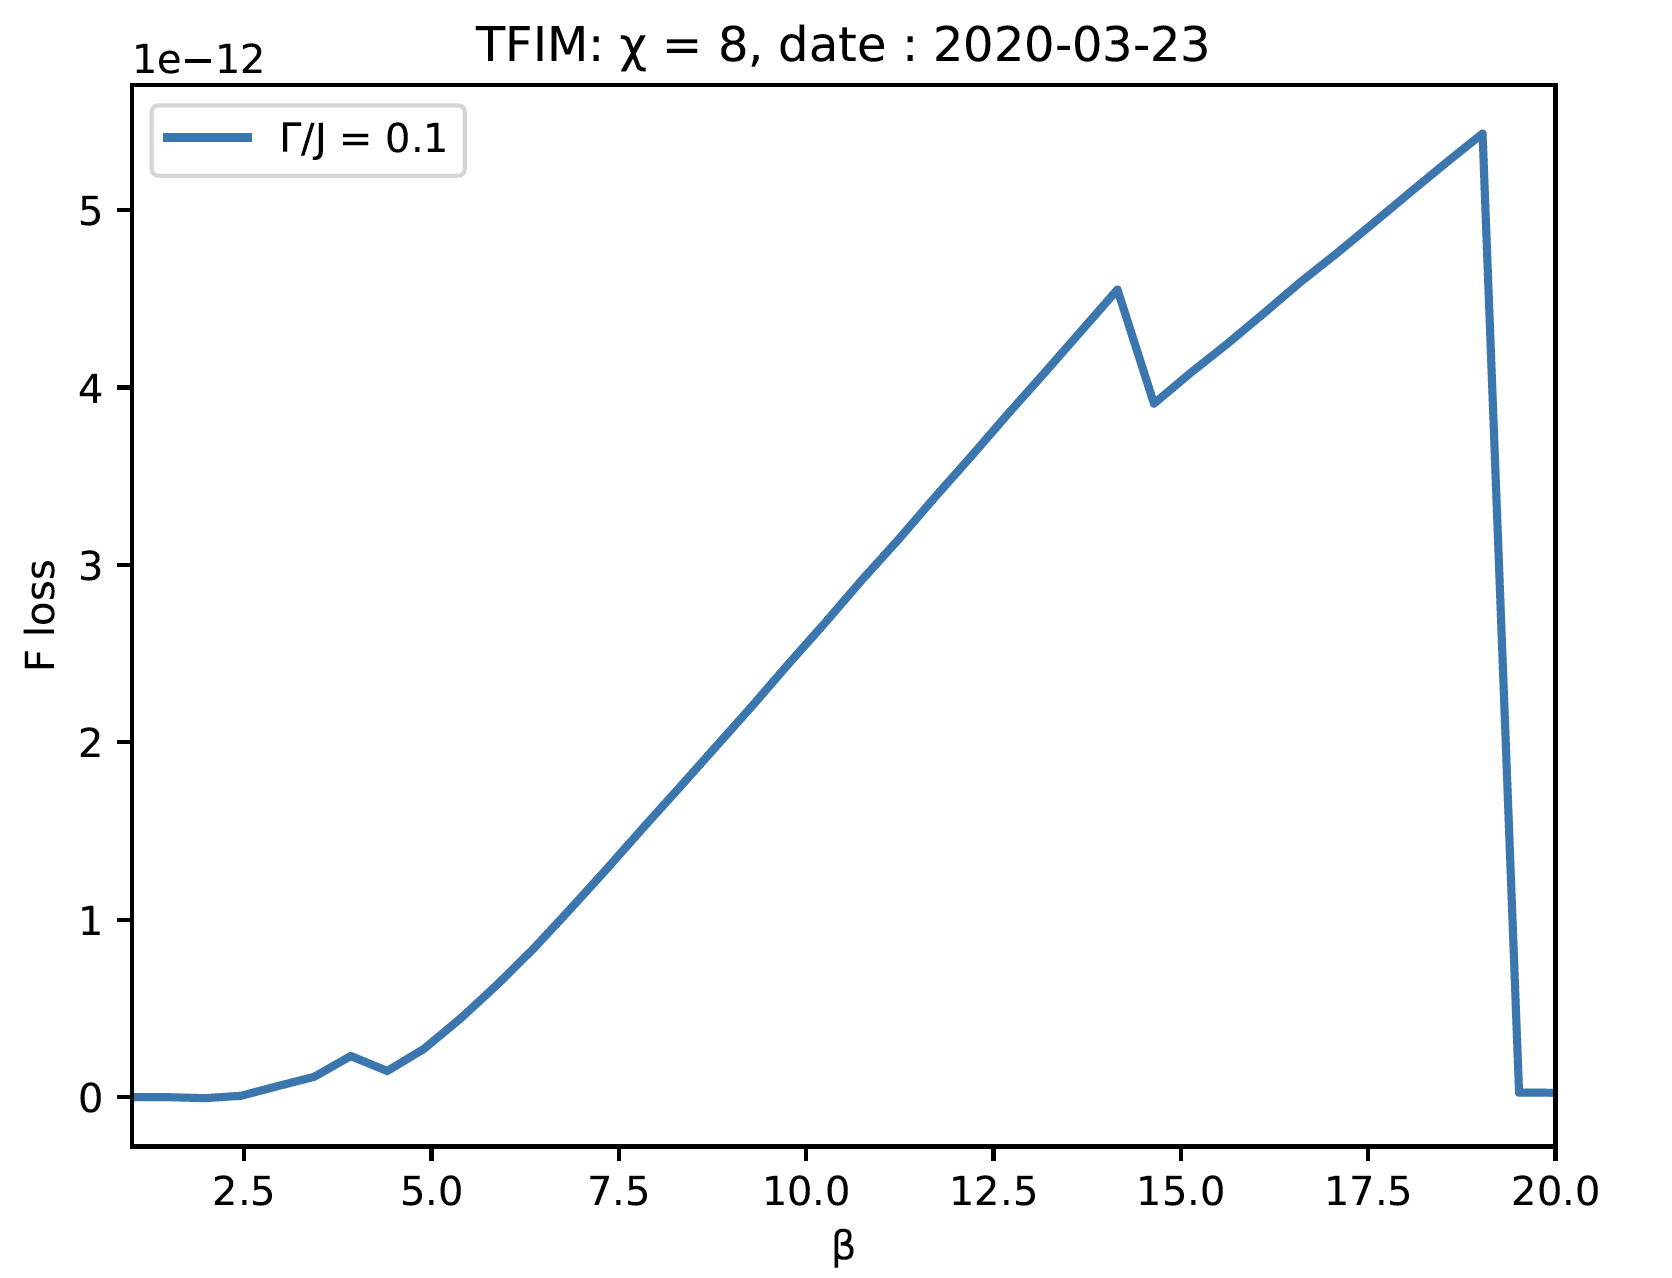 TFIM: χ = 8, date : 2020-03-23
1e−12
Γ/J = 0.1
5
4
3
2
1
0
F loss
2.5 5.0 7.5 10.0 12.5 15.0 17.5 20.0
β